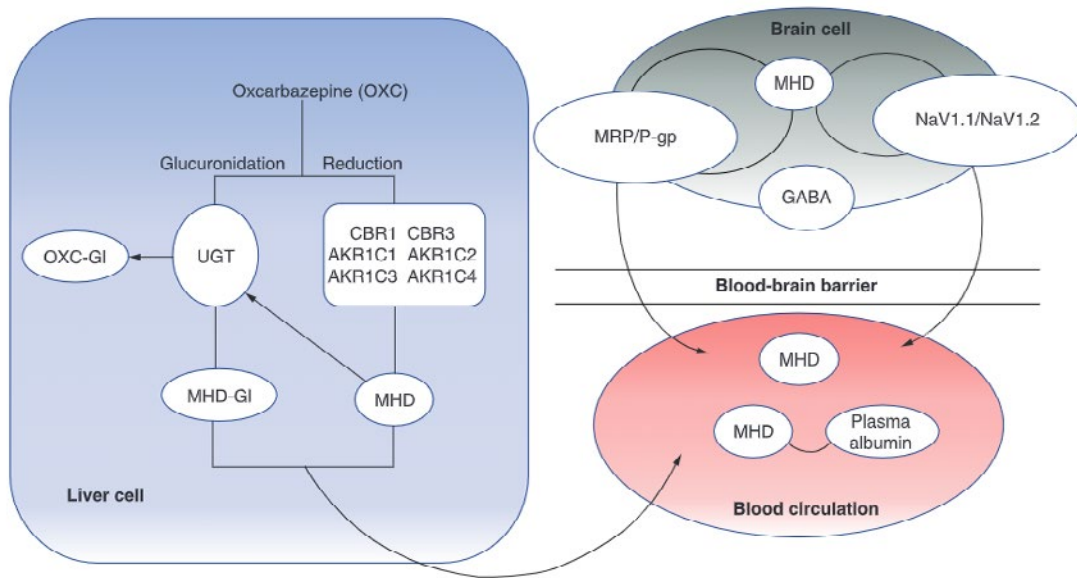 Oxcarbazepine (OXC)
Glucuronidation
Reduction
OXC-Gl
UGT
CBR1 CBR3
AKR1C1 AKR1C2
AKR1C3 AKR1C4
MHD-Gl
MHD
Liver cell
Brain cell
MHD
MRP/P-gp
NaV1.1/NaV1.2
GABA
Blood-brain barrier
MHD
MHD
Plasma
albumin
Blood circulation